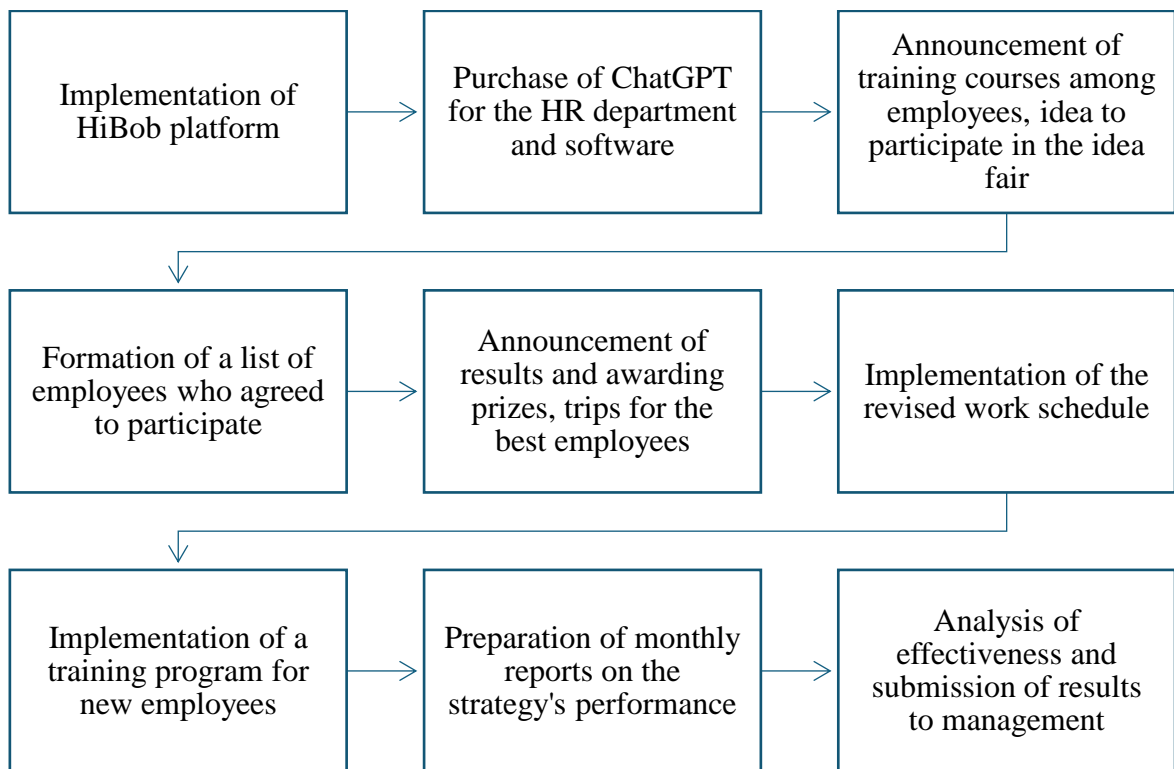 Implementation of
HiBob platform
Purchase of ChatGPT
for the HR department
and software
Announcement of
training courses among
employees, idea to
participate in the idea
fair
Formation of a list of
employees who agreed
to participate
Announcement of
results and awarding
prizes, trips for the
best employees
Implementation of the
revised work schedule
Implementation of a
training program for
new employees
Preparation of monthly
reports on the
strategy's performance
Analysis of
effectiveness and
submission of results
to management